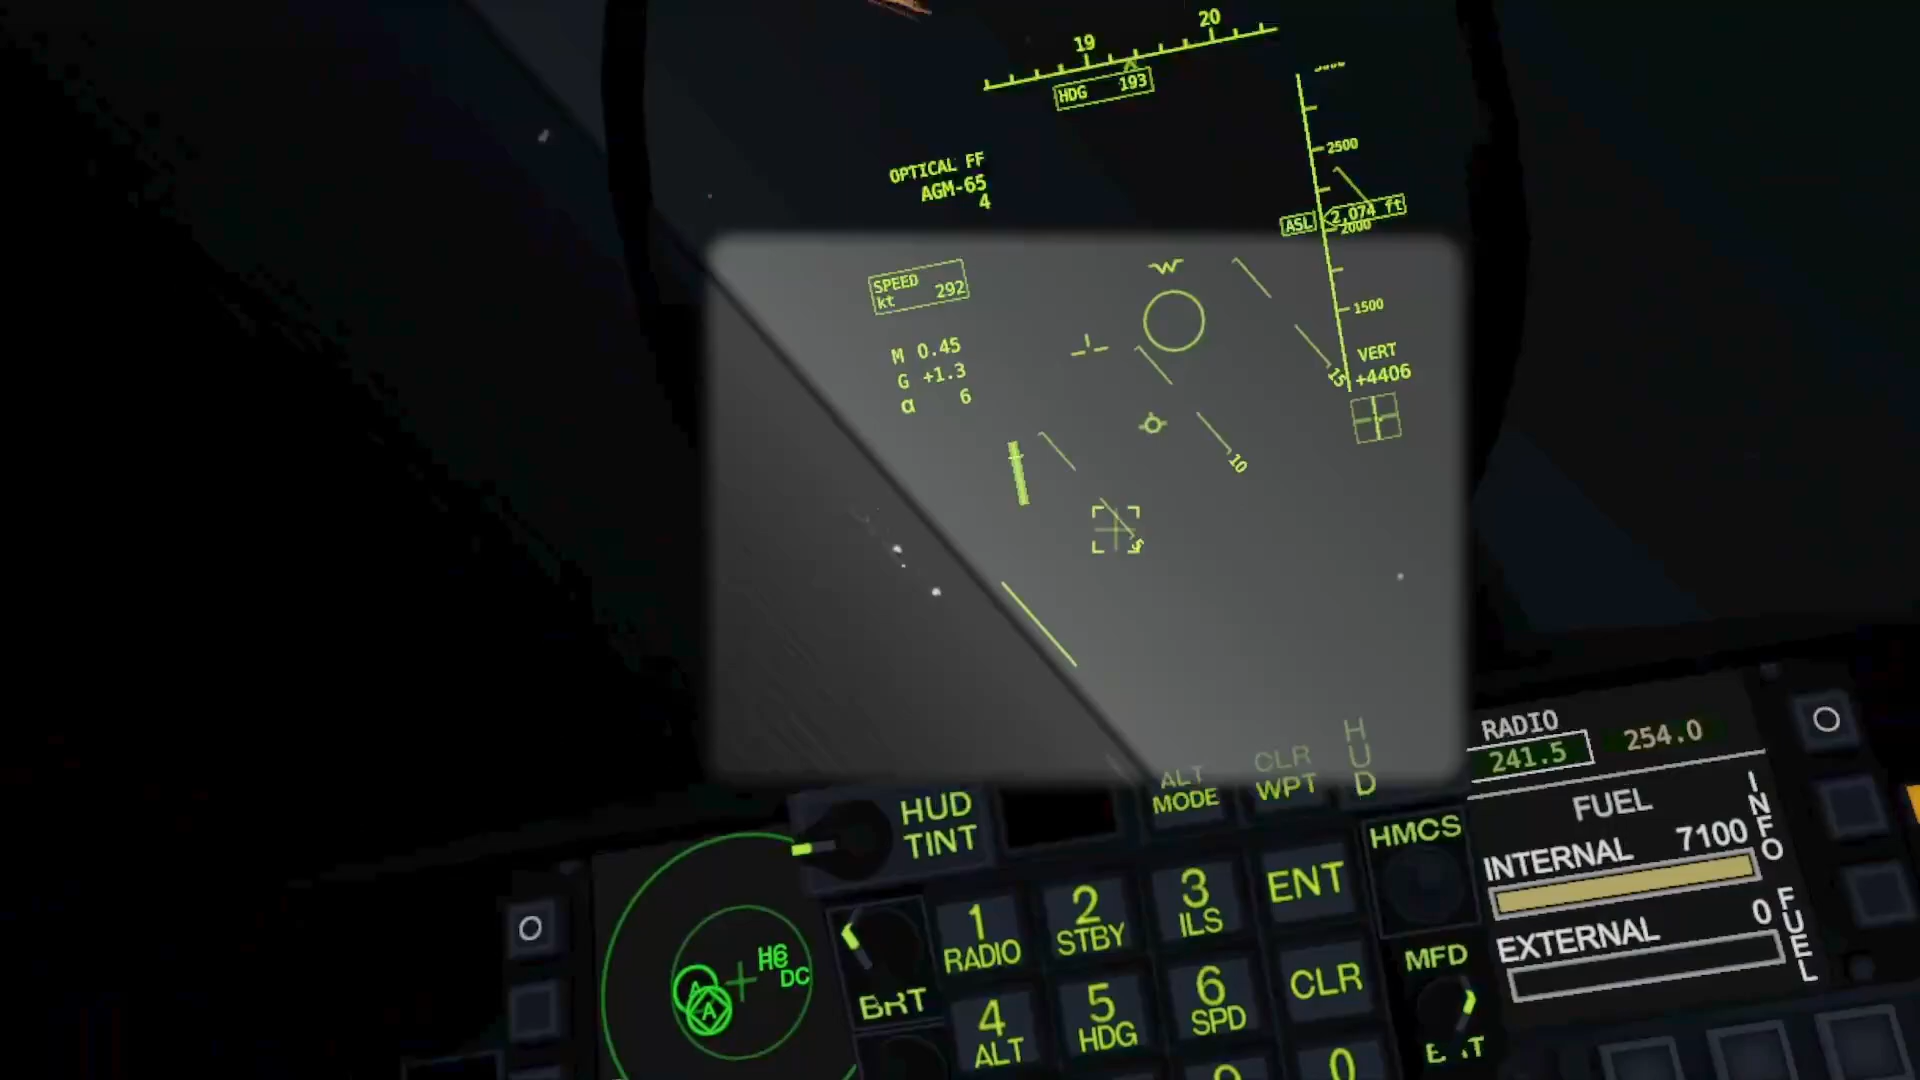 19
20
HDG 193
2500
OPTICAL FF
AGM-65
4
ASL 2,074 ft
2000
SPEED
kt 292
1500
M 0.45
G +1.3
α 6
VERT
+4406
15
10
5
RADIO
241.5 254.0
ALT
MODE
CLR
WPT
HUD
HUD
TINT
HMCS
FUEL
INFO
INTERNAL 7100
EXTERNAL 0
FUEL
1
RADIO
2
STBY
3
ILS
ENT
BRT
4
ALT
5
HDG
6
SPD
CLR
MFD
0
DC
A
A